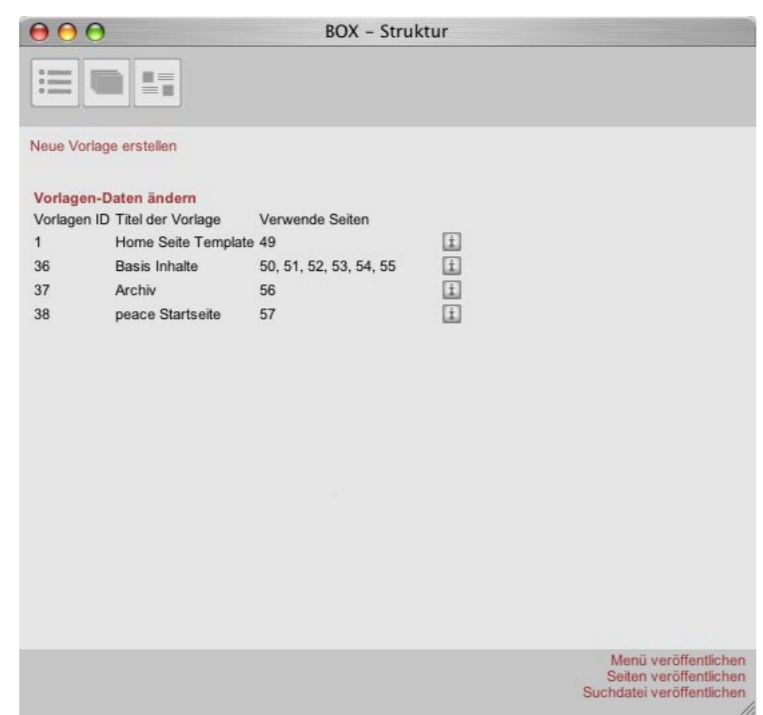 BOX – Struktur
Neue Vorlage erstellen
Vorlagen-Daten ändern
Vorlagen ID Titel der Vorlage Verwende Seiten
1 Home Seite Template 49
36 Basis Inhalte 50, 51, 52, 53, 54, 55
37 Archiv 56
38 peace Startseite 57
Menü veröffentlichen
Seiten veröffentlichen
Suchdatei veröffentlichen